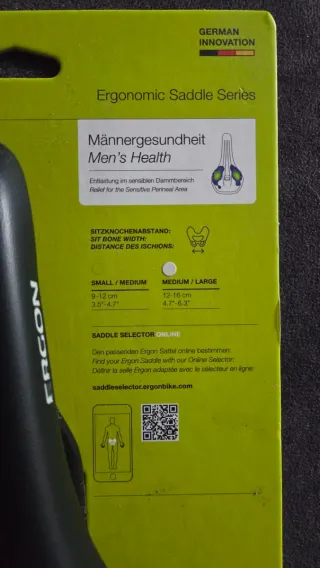 GERMAN
INNOVATION
Ergonomic Saddle Series
Männergesundheit
Men's Health
Entlastung im sensiblen Dammbereich
Relief for the Sensitive Perineal Area
SITZKNOCHENABSTAND:
SIT BONE WIDTH:
DISTANCE DES ISCHIONS:
SMALL / MEDIUM
9-12 cm
3.5"-4.7"
MEDIUM / LARGE
12-16 cm
4.7"-6.3"
SADDLE SELECTOR ONLINE
Den passenden Ergon Sattel online bestimmen:
Find your Ergon Saddle with our Online Selector:
Définir ta selle Ergon adaptée avec le sélecteur en ligne:
saddleselector.ergonbike.com
ERGON